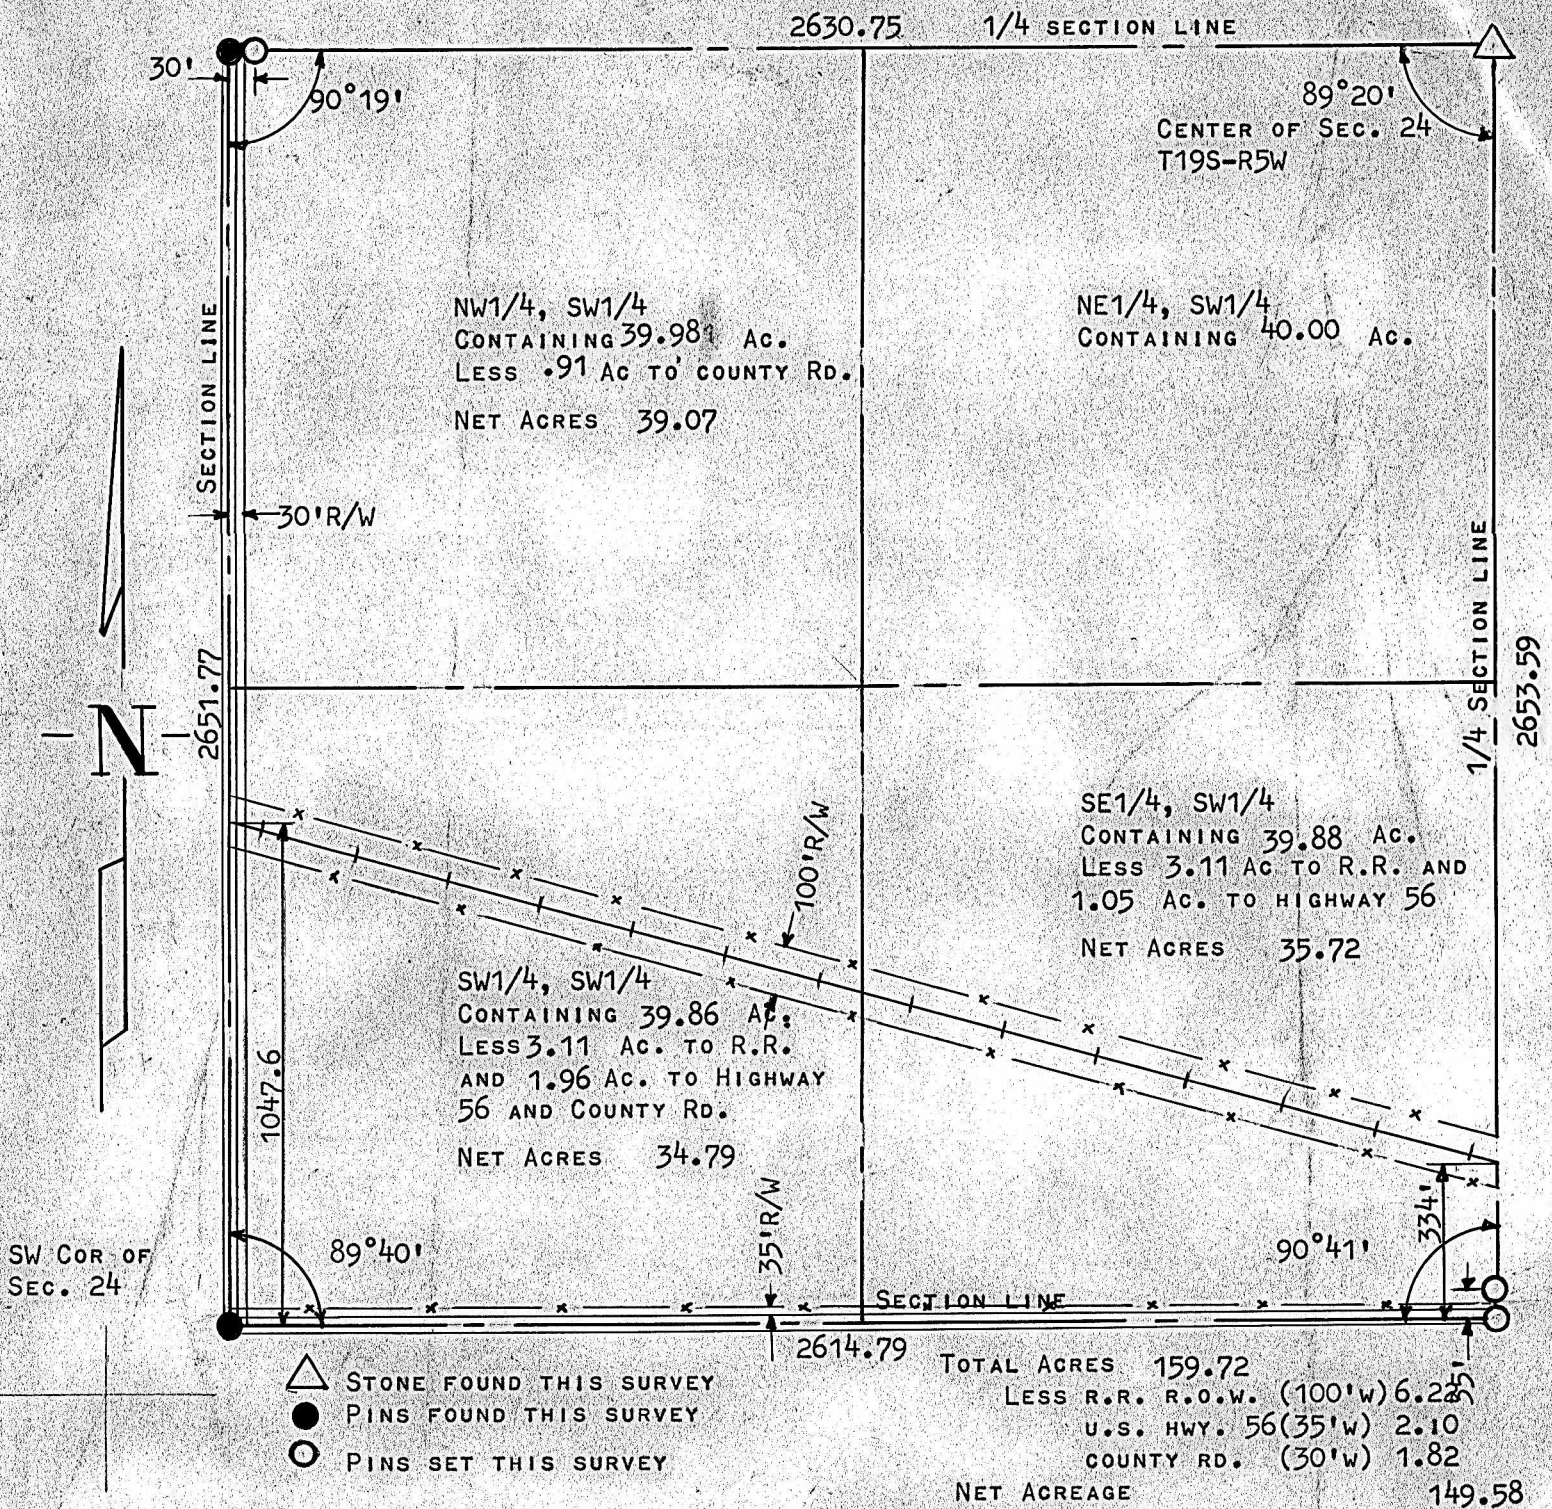 2630.75 1/4 SECTION LINE
30'
90°19'
89°20'
CENTER OF SEC. 24
T19S-R5W
SECTION LINE
NW1/4, SW1/4
CONTAINING 39.98 AC.
LESS .91 AC TO COUNTY RD.
NET ACRES 39.07
NE1/4, SW1/4
CONTAINING 40.00 AC.
30'R/W
1/4 SECTION LINE
2651.77
2653.59
N
100'R/W
SE1/4, SW1/4
CONTAINING 39.88 AC.
LESS 3.11 AC TO R.R. AND
1.05 AC. TO HIGHWAY 56
NET ACRES 35.72
SW1/4, SW1/4
CONTAINING 39.86 AC.
LESS 3.11 AC. TO R.R.
AND 1.96 AC. TO HIGHWAY
56 AND COUNTY RD.
NET ACRES 34.79
1047.6
334'
35'R/W
89°40'
90°41'
SW COR OF
SEC. 24
SECTION LINE
2614.79
35'
STONE FOUND THIS SURVEY
PINS FOUND THIS SURVEY
PINS SET THIS SURVEY
TOTAL ACRES 159.72
LESS R.R. R.O.W. (100'W) 6.22
U.S. HWY. 56(35'W) 2.10
COUNTY RD. (30'W) 1.82
NET ACREAGE 149.58